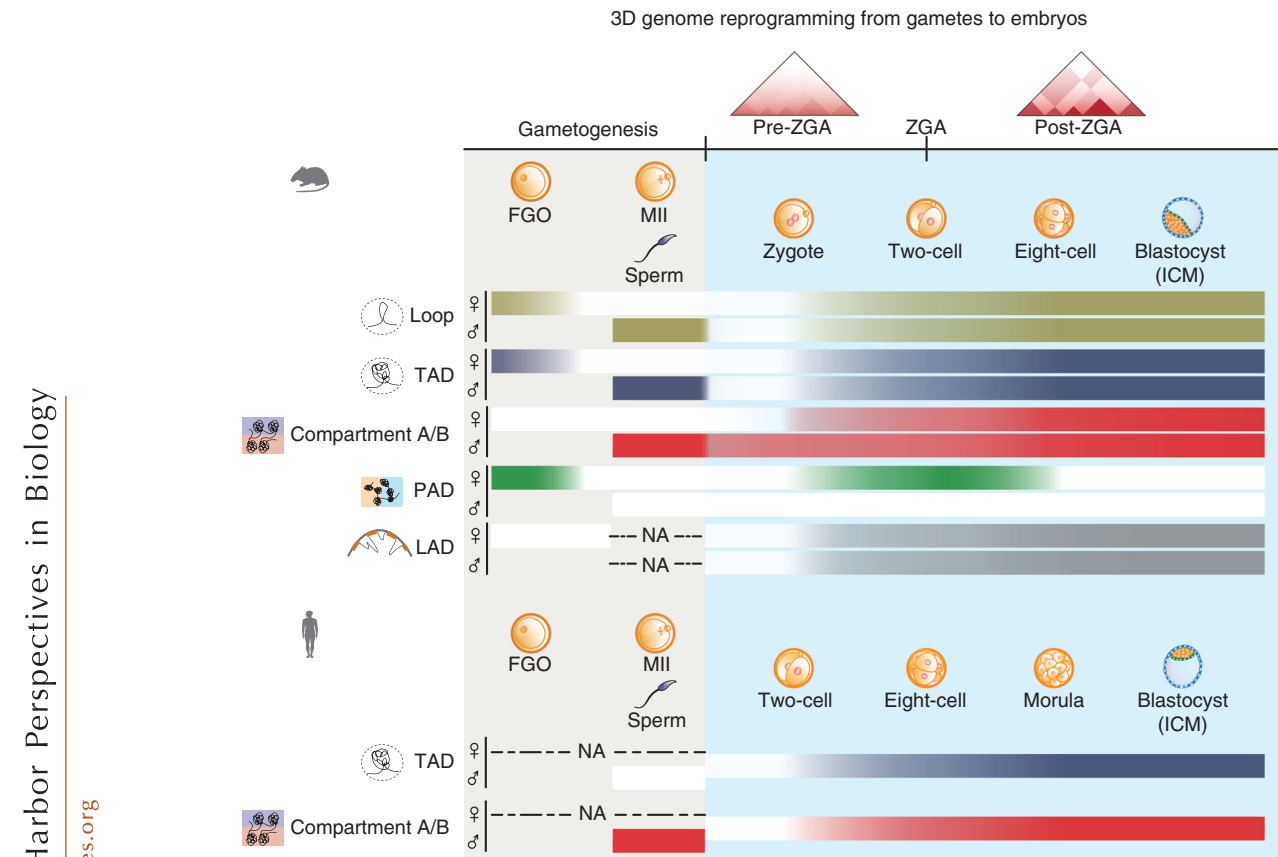 3D genome reprogramming from gametes to embryos
Gametogenesis
Pre-ZGA
ZGA
Post-ZGA
FGO
MII
Sperm
Zygote
Two-cell
Eight-cell
Blastocyst
(ICM)
Loop
♀
♂
TAD
♀
♂
Compartment A/B
♀
♂
PAD
♀
♂
LAD
♀
NA
♂
NA
FGO
MII
Sperm
Two-cell
Eight-cell
Morula
Blastocyst
(ICM)
TAD
♀
NA
♂
Compartment A/B
♀
NA
♂
Harbor Perspectives in Biology
es.org